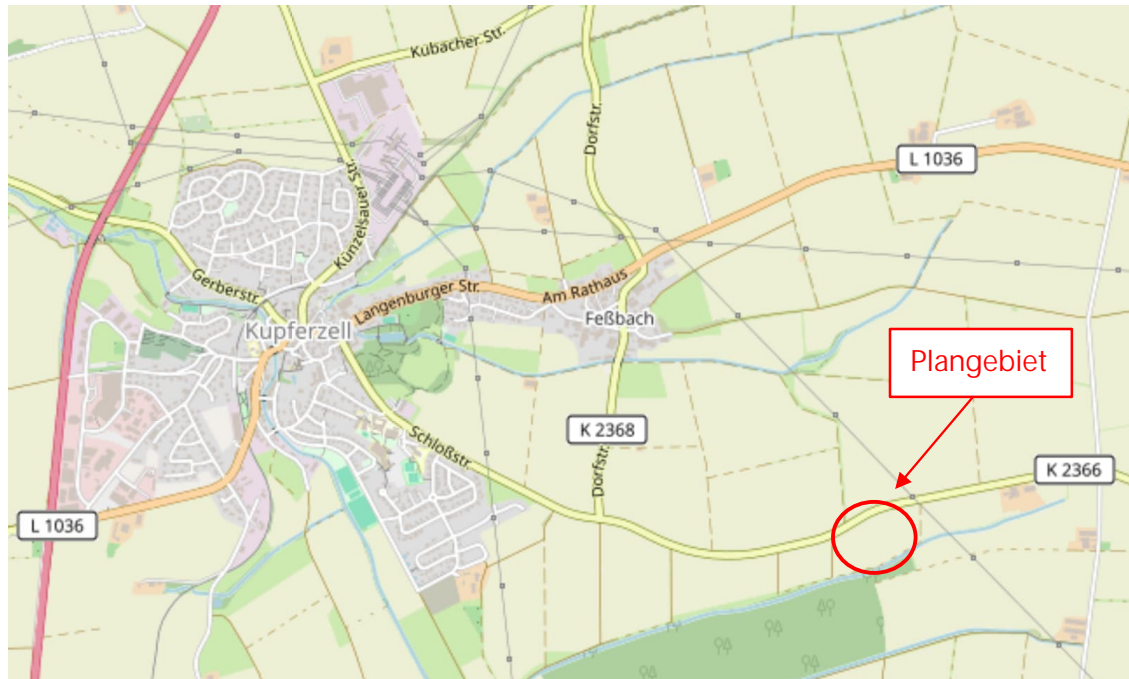 Kubacher Str.
Dorfstr.
L 1036
Künzelsauer Str.
Gerberstr.
Langenburger Str.
Am Rathaus
Feßbach
Kupferzell
Plangebiet
Schloßstr.
K 2368
Dorfstr.
K 2366
L 1036